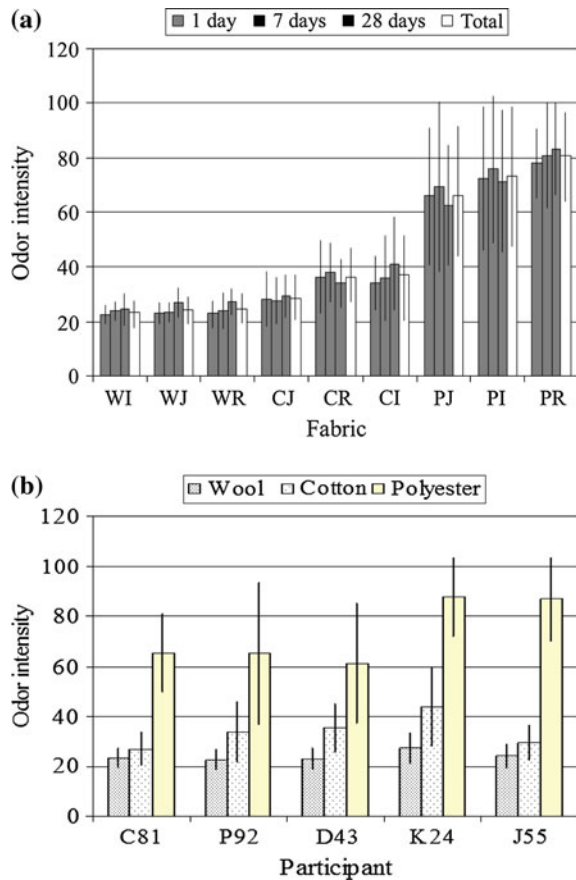 (a)
1 day 7 days 28 days Total
120
100
80
60
40
20
0
Odor intensity
WI WJ WR CJ CR CI PJ PI PR
Fabric
(b)
Wool Cotton Polyester
120
100
80
60
40
20
0
Odor intensity
C81 P92 D43 K24 J55
Participant